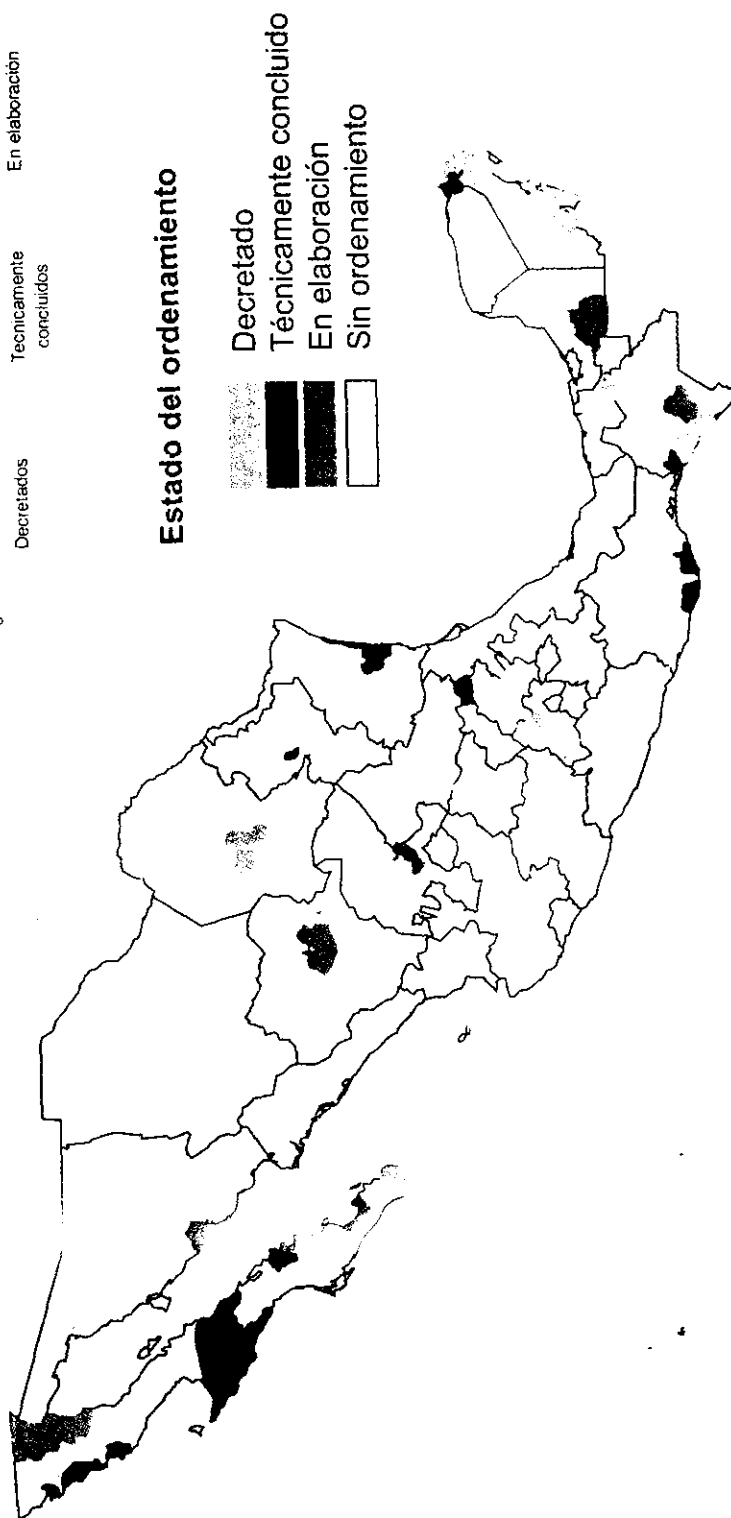 Decretados
Tecnicamente
concluidos
En elaboración
Estado del ordenamiento
Decretado
Técnicamente concluido
En elaboración
Sin ordenamiento